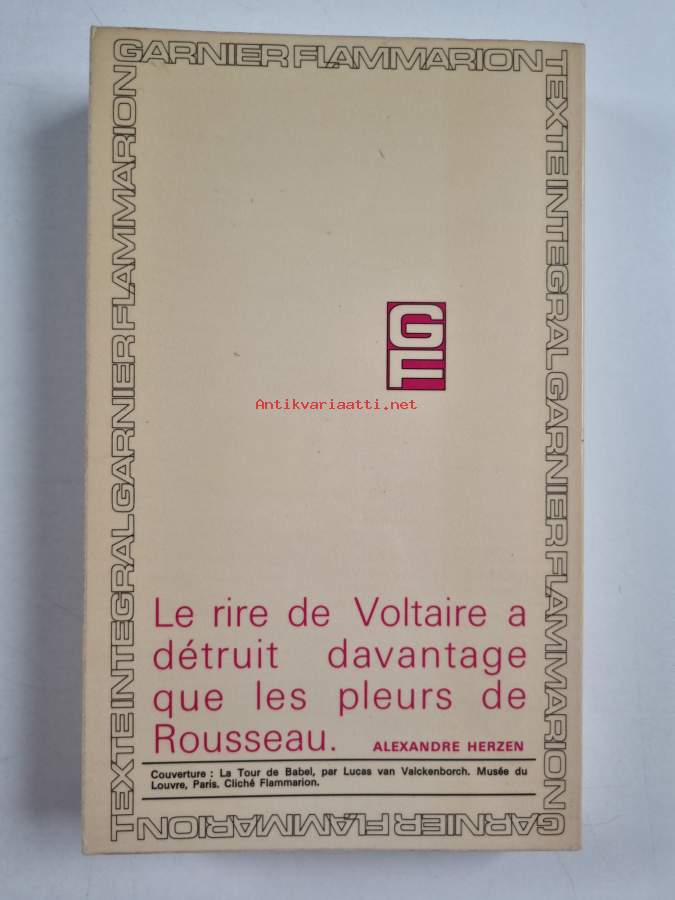 GARNIER FLAMMARION
TEXTE INTEGRAL GARNIER FLAMMARION
TEXTE INTEGRAL GARNIER FLAMMARION
GF
Antikvariaatti.net
Le rire de Voltaire a
détruit davantage
que les pleurs de
Rousseau. ALEXANDRE HERZEN
Couverture : La Tour de Babel, par Lucas van Valckenborch. Musée du
Louvre, Paris. Cliché Flammarion.
GARNIER FLAMMARION